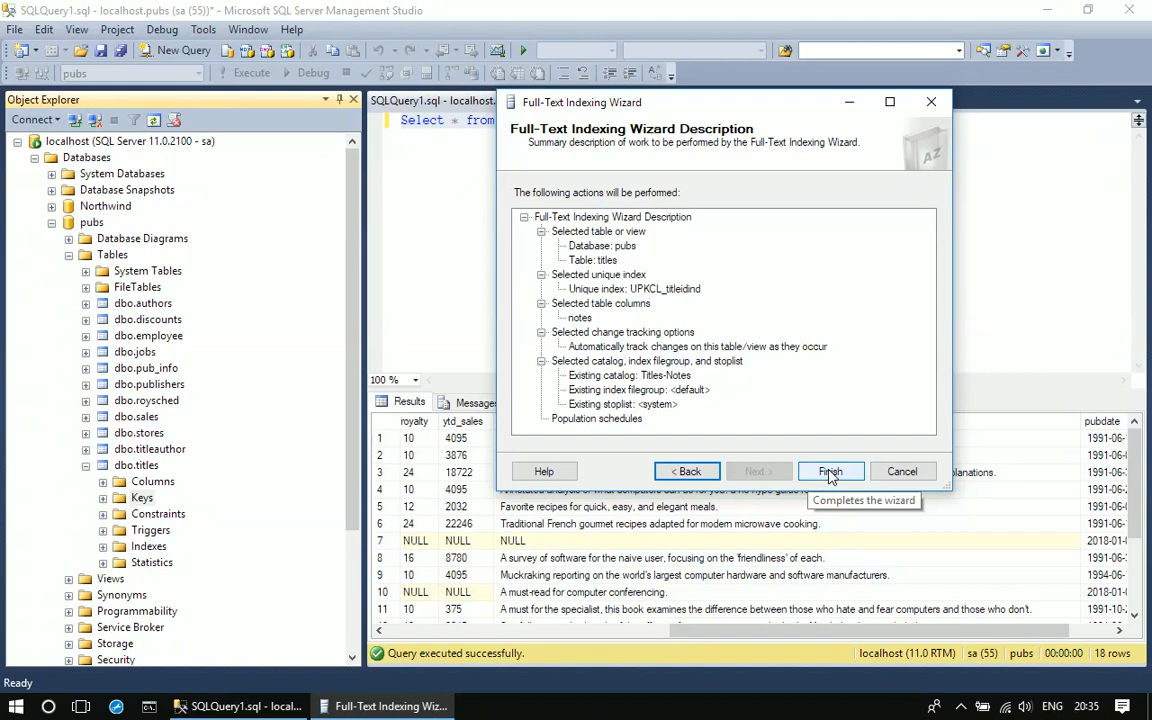 SQLQuery1.sql - localhost.pubs (sa (55))* - Microsoft SQL Server Management Studio
File Edit View Project Debug Tools Window Help
New Query
pubs Execute Debug
Object Explorer
Connect
localhost (SQL Server 11.0.2100 - sa)
Databases
System Databases
Database Snapshots
Northwind
pubs
Database Diagrams
Tables
System Tables
FileTables
dbo.authors
dbo.discounts
dbo.employee
dbo.jobs
dbo.pub_info
dbo.publishers
dbo.roysched
dbo.sales
dbo.stores
dbo.titleauthor
dbo.titles
Columns
Keys
Constraints
Triggers
Indexes
Statistics
Views
Synonyms
Programmability
Service Broker
Storage
Security
SQLQuery1.sql - localhost.
Select * from
Full-Text Indexing Wizard
Full-Text Indexing Wizard Description
Summary description of work to be performed by the Full-Text Indexing Wizard.
AZ
The following actions will be performed:
Full-Text Indexing Wizard Description
Selected table or view
Database: pubs
Table: titles
Selected unique index
Unique index: UPKCL_titleidind
Selected table columns
notes
Selected change tracking options
Automatically track changes on this table/view as they occur
Selected catalog, index filegroup, and stoplist
Existing catalog: Titles-Notes
Existing index filegroup: <default>
Existing stoplist: <system>
Population schedules
Help < Back Next > Finish Cancel
Completes the wizard
100 %
Results Messages
royalty ytd_sales pubdate
1 10 4095 1991-06-
2 10 3876 1991-06-
3 24 18722 lanations. 1991-06-
4 10 4095 1991-06-
5 12 2032 Favorite recipes for quick, easy, and elegant meals. 1991-06-
6 24 22246 Traditional French gourmet recipes adapted for modern microwave cooking. 1991-06-
7 NULL NULL NULL 2018-01-
8 16 8780 A survey of software for the naive user, focusing on the 'friendliness' of each. 1991-06-
9 10 4095 Muckraking reporting on the world's largest computer hardware and software manufacturers. 1994-06-
10 NULL NULL A must-read for computer conferencing. 2018-01-
11 10 375 A must for the specialist, this book examines the difference between those who hate and fear computers and those who don't. 1991-10-
Query executed successfully. localhost (11.0 RTM) sa (55) pubs 00:00:00 18 rows
Ready
SQLQuery1.sql - local... Full-Text Indexing Wiz... ENG 20:35